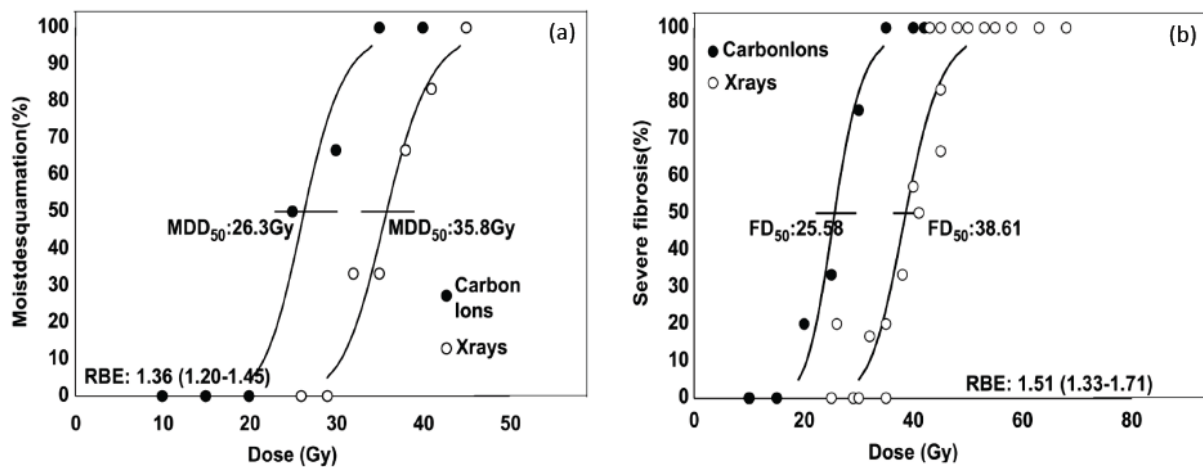 (a)
Moistdesquamation(%)
100
90
80
70
60
50
40
30
20
10
0
MDD50:26.3Gy
MDD50:35.8Gy
Carbon
Ions
Xrays
RBE: 1.36 (1.20-1.45)
0 10 20 30 40 50 60
Dose (Gy)
(b)
Severe fibrosis(%)
100
90
80
70
60
50
40
30
20
10
0
CarbonIons
Xrays
FD50:25.58
FD50:38.61
RBE: 1.51 (1.33-1.71)
0 20 40 60 80
Dose (Gy)